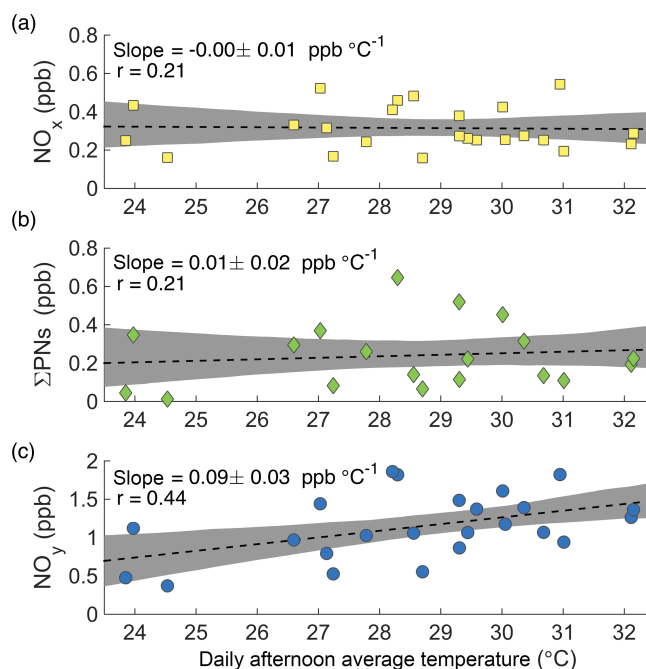 (a)
Slope = -0.00± 0.01 ppb °C⁻¹
r = 0.21
NOₓ (ppb)
0.8
0.6
0.4
0.2
0
24 25 26 27 28 29 30 31 32
(b)
Slope = 0.01± 0.02 ppb °C⁻¹
r = 0.21
ΣPNs (ppb)
0.8
0.6
0.4
0.2
0
24 25 26 27 28 29 30 31 32
(c)
Slope = 0.09± 0.03 ppb °C⁻¹
r = 0.44
NO_y (ppb)
2
1.5
1
0.5
0
24 25 26 27 28 29 30 31 32
Daily afternoon average temperature (°C)